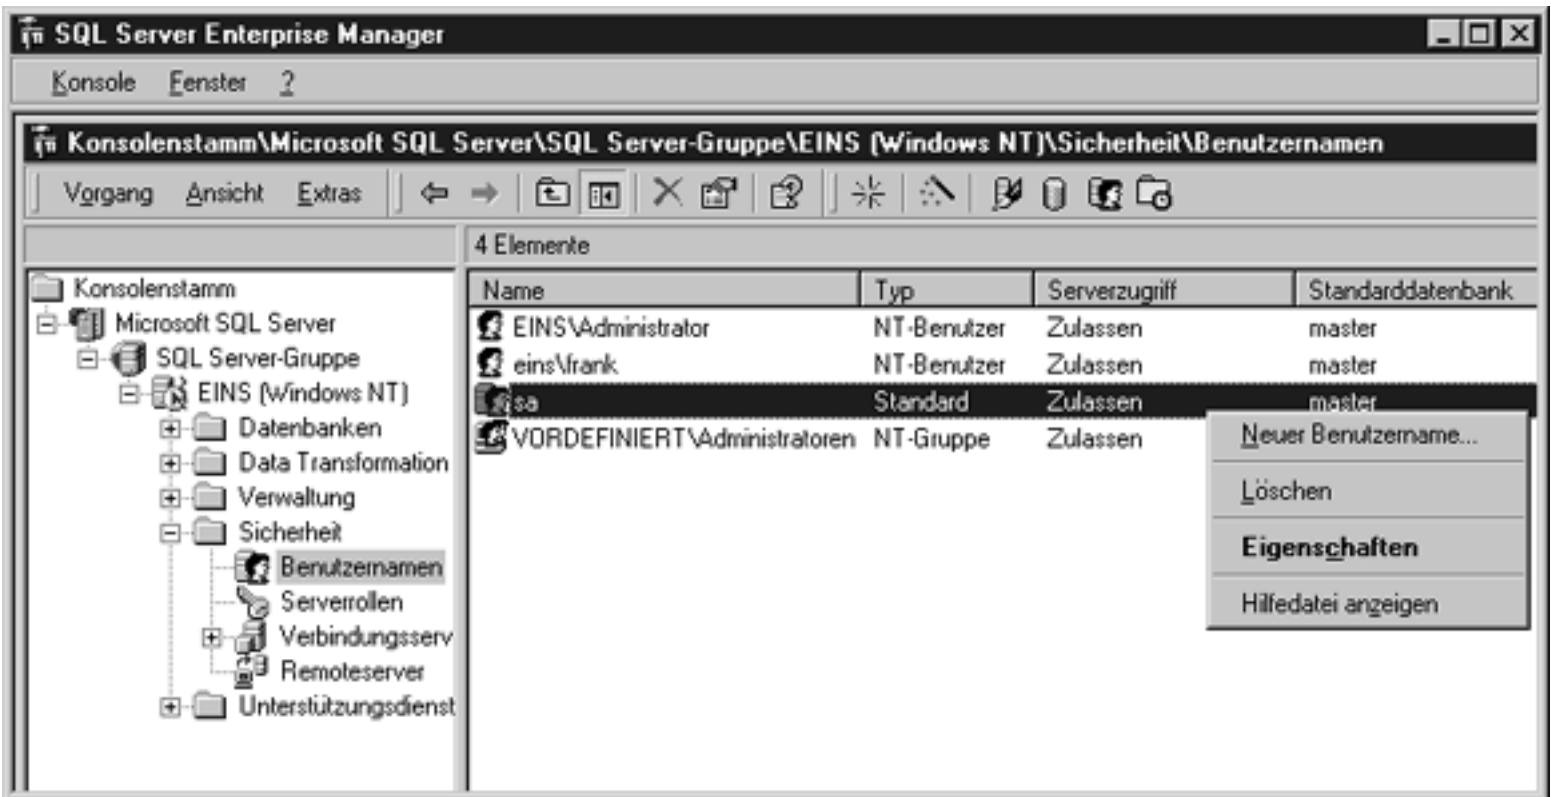 SQL Server Enterprise Manager
Konsole Fenster ?
Konsolenstamm\Microsoft SQL Server\SQL Server-Gruppe\EINS (Windows NT)\Sicherheit\Benutzernamen
Vorgang Ansicht Extras
4 Elemente
Konsolenstamm
Microsoft SQL Server
SQL Server-Gruppe
EINS (Windows NT)
Datenbanken
Data Transformation
Verwaltung
Sicherheit
Benutzernamen
Serverrollen
Verbindungsserv
Remoteserver
Unterstützungsdienst
Name Typ Serverzugriff Standarddatenbank
EINS\Administrator NT-Benutzer Zulassen master
eins\frank NT-Benutzer Zulassen master
sa Standard Zulassen master
VORDEFINIERT\Administratoren NT-Gruppe Zulassen
Neuer Benutzername...
Löschen
Eigenschaften
Hilfedatei anzeigen